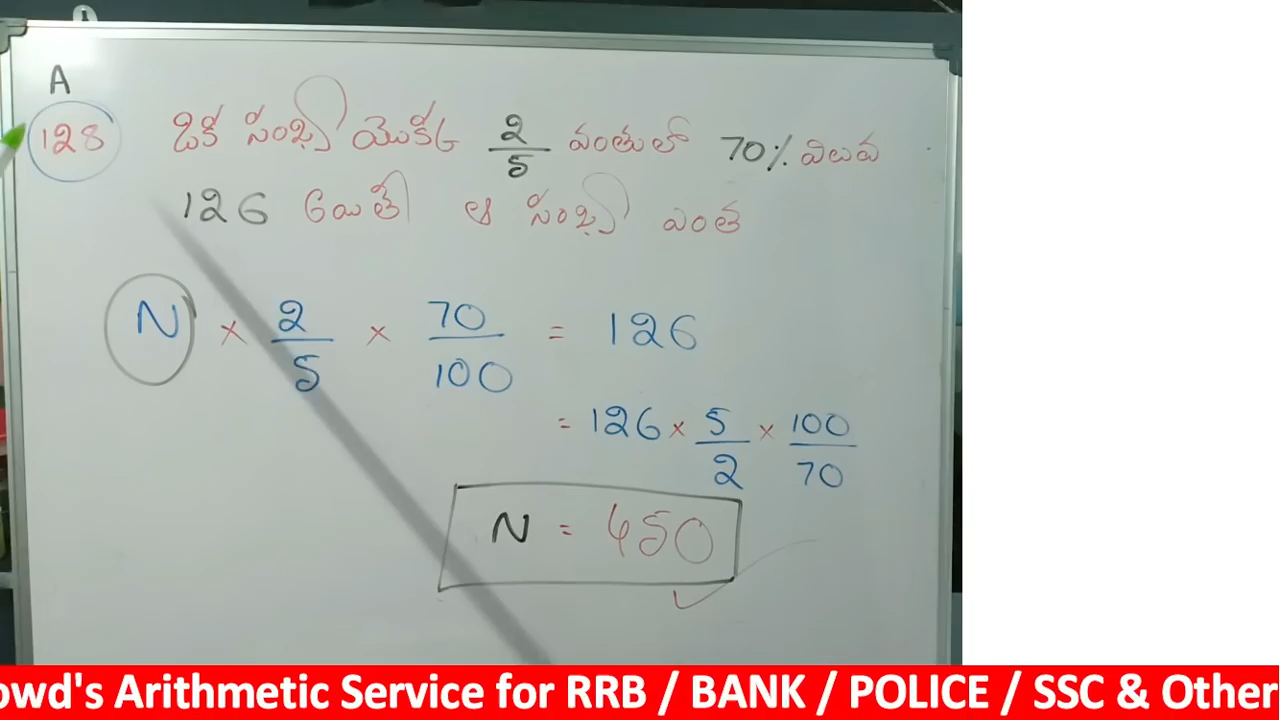 1
A
128 ఒక సంఖ్య యొక్క 2/5 వంతులో 70% విలువ
126 అయితే ఆ సంఖ్య ఎంత
N × 2/5 × 70/100 = 126
= 126 × 5/2 × 100/70
N = 450
owd's Arithmetic Service for RRB / BANK / POLICE / SSC & Other